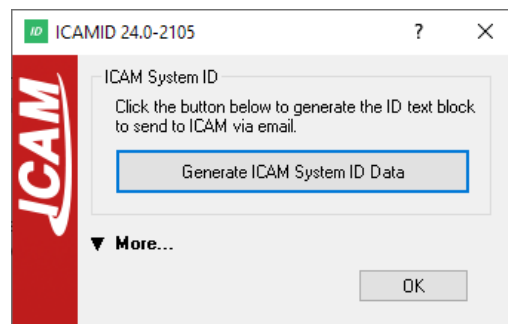 ID ICAMID 24.0-2105 ?
ICAM
ICAM System ID
Click the button below to generate the ID text block
to send to ICAM via email.
Generate ICAM System ID Data
▼ More...
OK